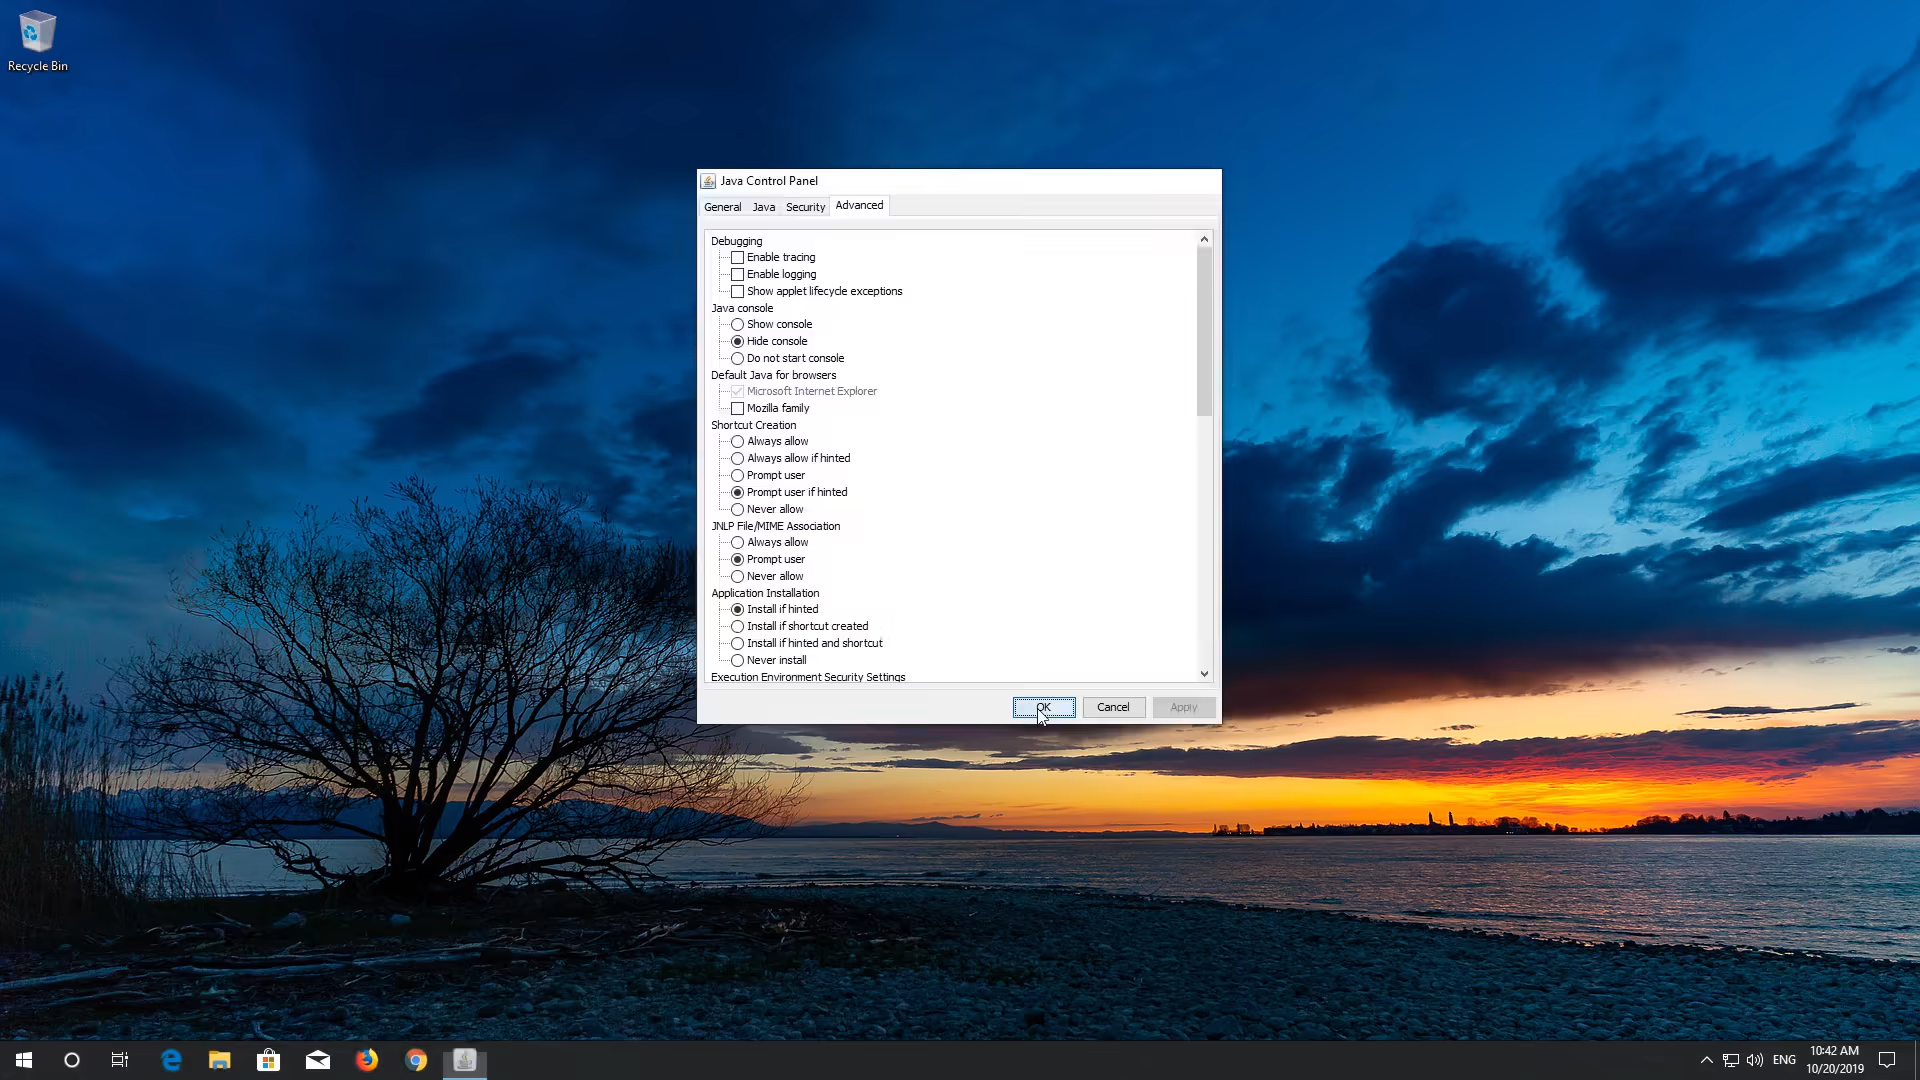 Recycle Bin
Java Control Panel
General Java Security Advanced
Debugging
Enable tracing
Enable logging
Show applet lifecycle exceptions
Java console
Show console
Hide console
Do not start console
Default Java for browsers
Microsoft Internet Explorer
Mozilla family
Shortcut Creation
Always allow
Always allow if hinted
Prompt user
Prompt user if hinted
Never allow
JNLP File/MIME Association
Always allow
Prompt user
Never allow
Application Installation
Install if hinted
Install if shortcut created
Install if hinted and shortcut
Never install
Execution Environment Security Settings
OK Cancel Apply
ENG
10:42 AM
10/20/2019